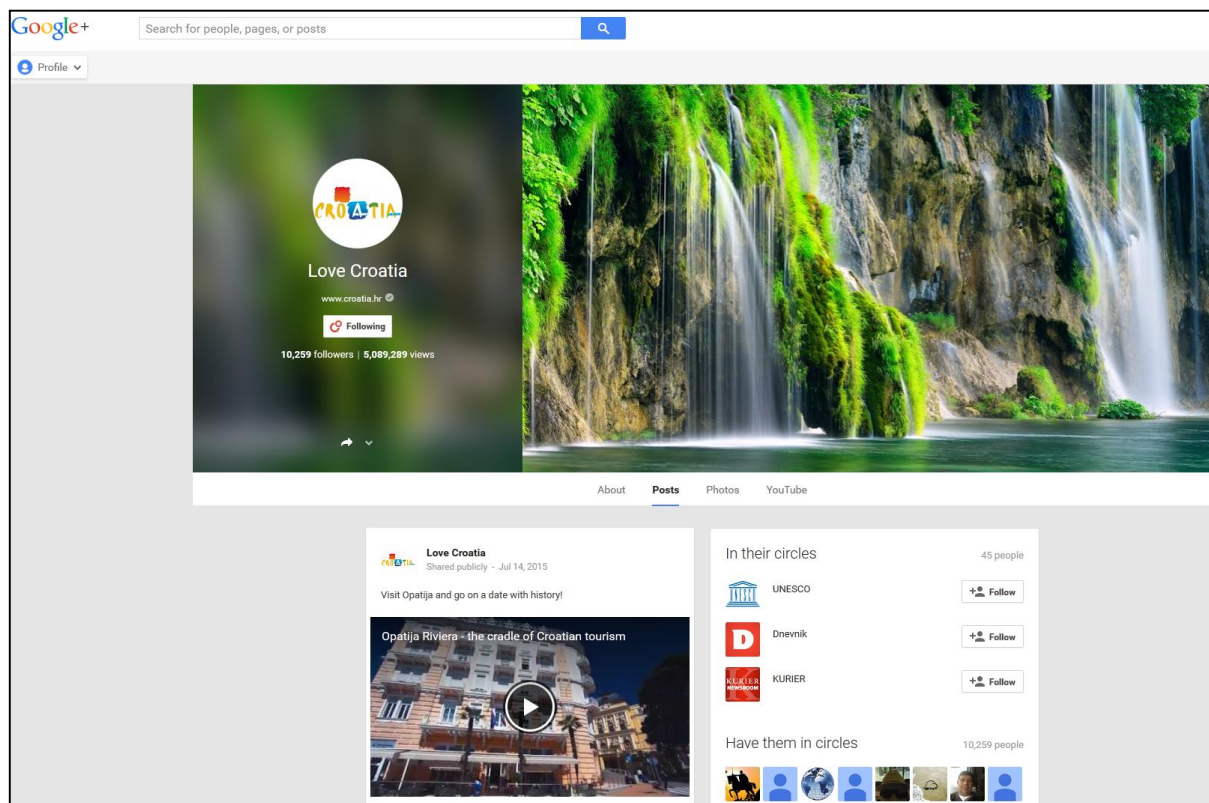 Google+
Search for people, pages, or posts
Profile
CROATIA
Love Croatia
www.croatia.hr
Following
10,259 followers | 5,089,289 views
About Posts Photos YouTube
CROATIA
Love Croatia
Shared publicly - Jul 14, 2015
Visit Opatija and go on a date with history!
Opatija Riviera - the cradle of Croatian tourism
In their circles 45 people
UNESCO Follow
D
Dnevnik Follow
KURIER
NEWSROOM
KURIER Follow
Have them in circles 10,259 people